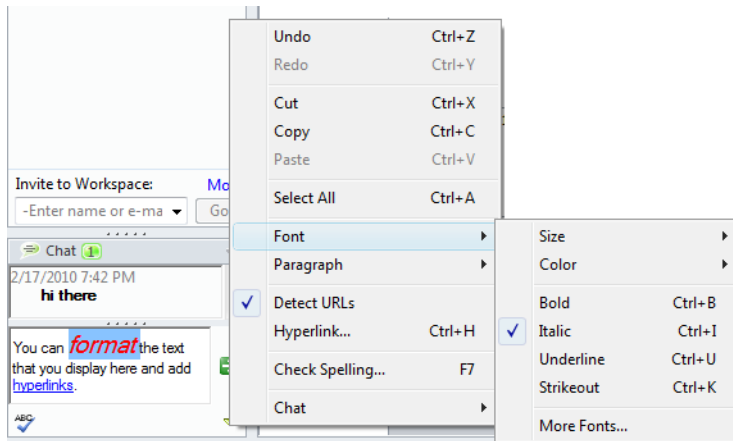 Undo Ctrl+Z
Redo Ctrl+Y
Cut Ctrl+X
Copy Ctrl+C
Paste Ctrl+V
Select All Ctrl+A
Font
Paragraph
Detect URLs
Hyperlink... Ctrl+H
Check Spelling... F7
Chat
Size
Color
Bold Ctrl+B
Italic Ctrl+I
Underline Ctrl+U
Strikeout Ctrl+K
More Fonts...
Invite to Workspace: Mo
-Enter name or e-ma Go
Chat 1
2/17/2010 7:42 PM
hi there
You can format the text
that you display here and add
hyperlinks.
ABC